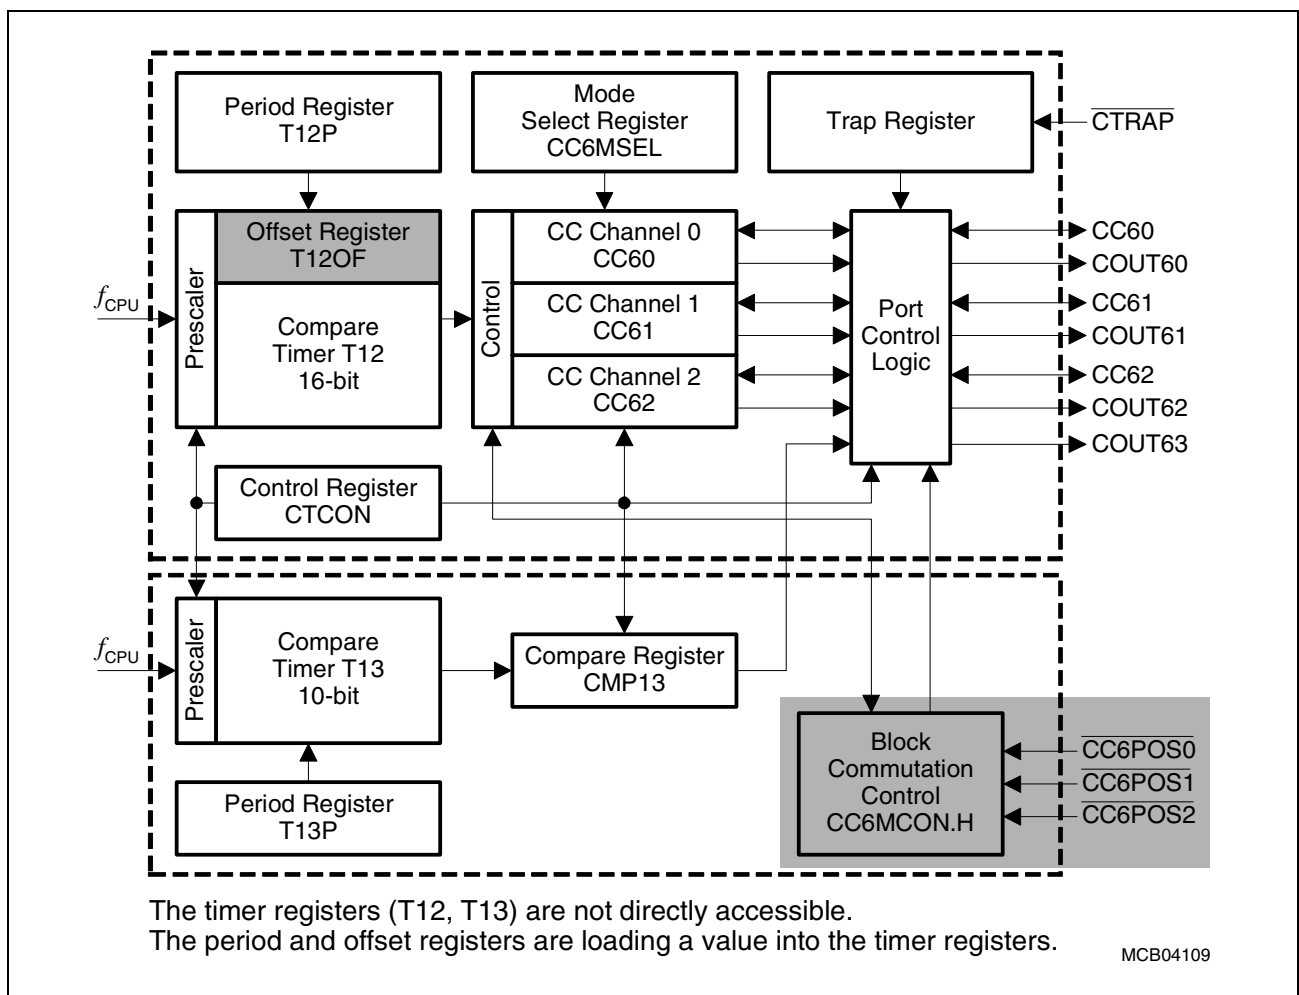 Period Register
T12P
Mode
Select Register
CC6MSEL
Trap Register
CTRAP
Prescaler
Offset Register
T12OF
Compare
Timer T12
16-bit
fCPU
Control
CC Channel 0
CC60
CC Channel 1
CC61
CC Channel 2
CC62
Port
Control
Logic
CC60
COUT60
CC61
COUT61
CC62
COUT62
COUT63
Control Register
CTCON
fCPU
Prescaler
Compare
Timer T13
10-bit
Compare Register
CMP13
Period Register
T13P
Block
Commutation
Control
CC6MCON.H
CC6POS0
CC6POS1
CC6POS2
The timer registers (T12, T13) are not directly accessible.
The period and offset registers are loading a value into the timer registers.
MCB04109